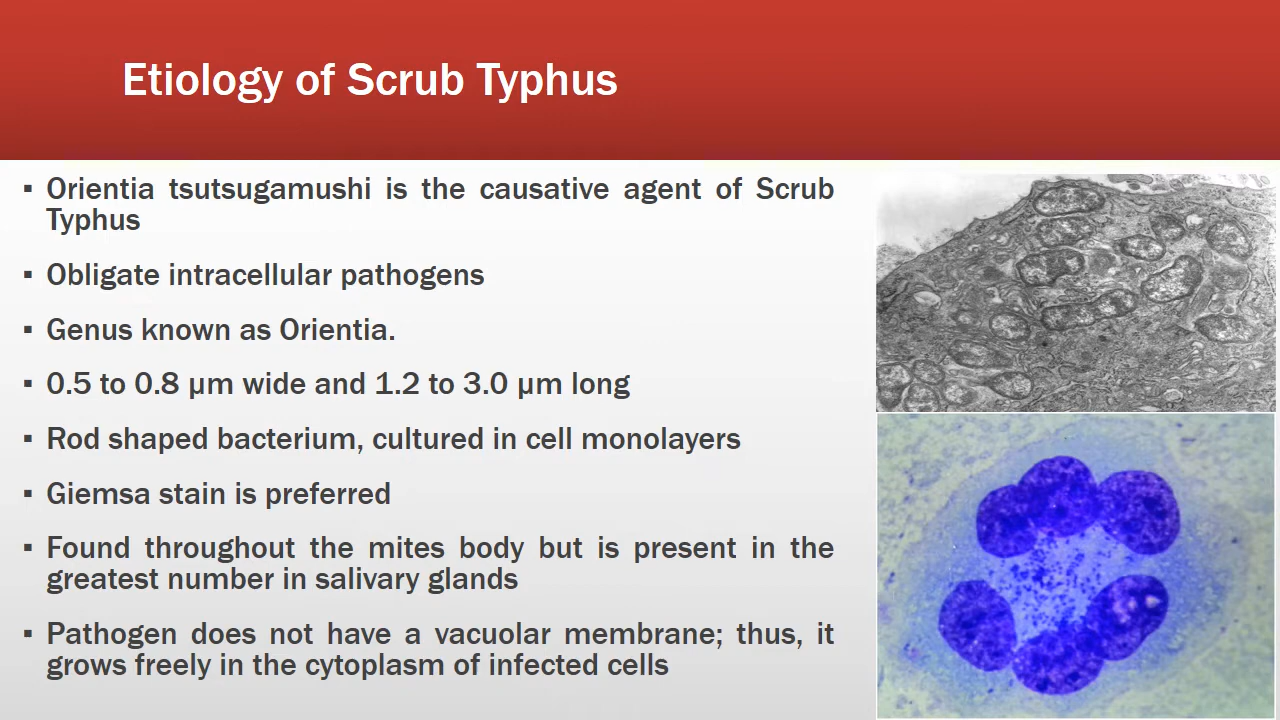 Etiology of Scrub Typhus
▪ Orientia tsutsugamushi is the causative agent of Scrub
Typhus
▪ Obligate intracellular pathogens
▪ Genus known as Orientia.
▪ 0.5 to 0.8 µm wide and 1.2 to 3.0 µm long
▪ Rod shaped bacterium, cultured in cell monolayers
▪ Giemsa stain is preferred
▪ Found throughout the mites body but is present in the
greatest number in salivary glands
▪ Pathogen does not have a vacuolar membrane; thus, it
grows freely in the cytoplasm of infected cells